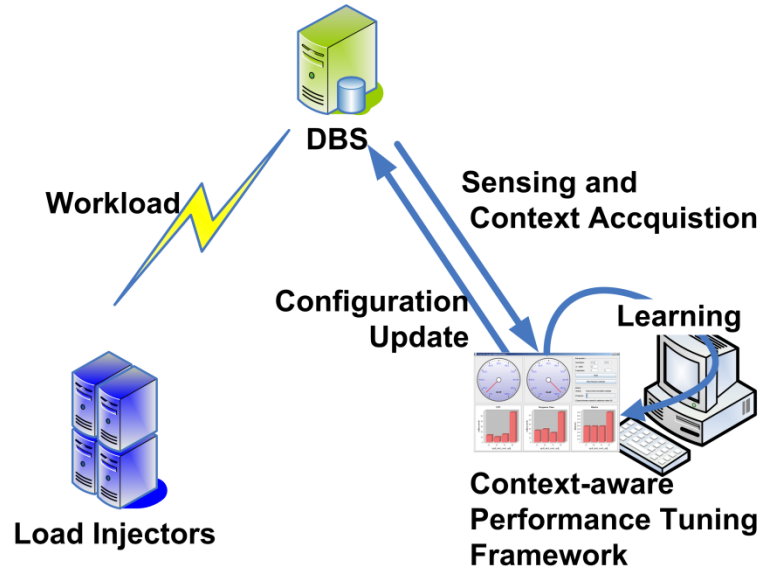 DBS
Workload
Sensing and
Context Accquistion
Configuration
Update
Learning
Load Injectors
Context-aware
Performance Tuning
Framework